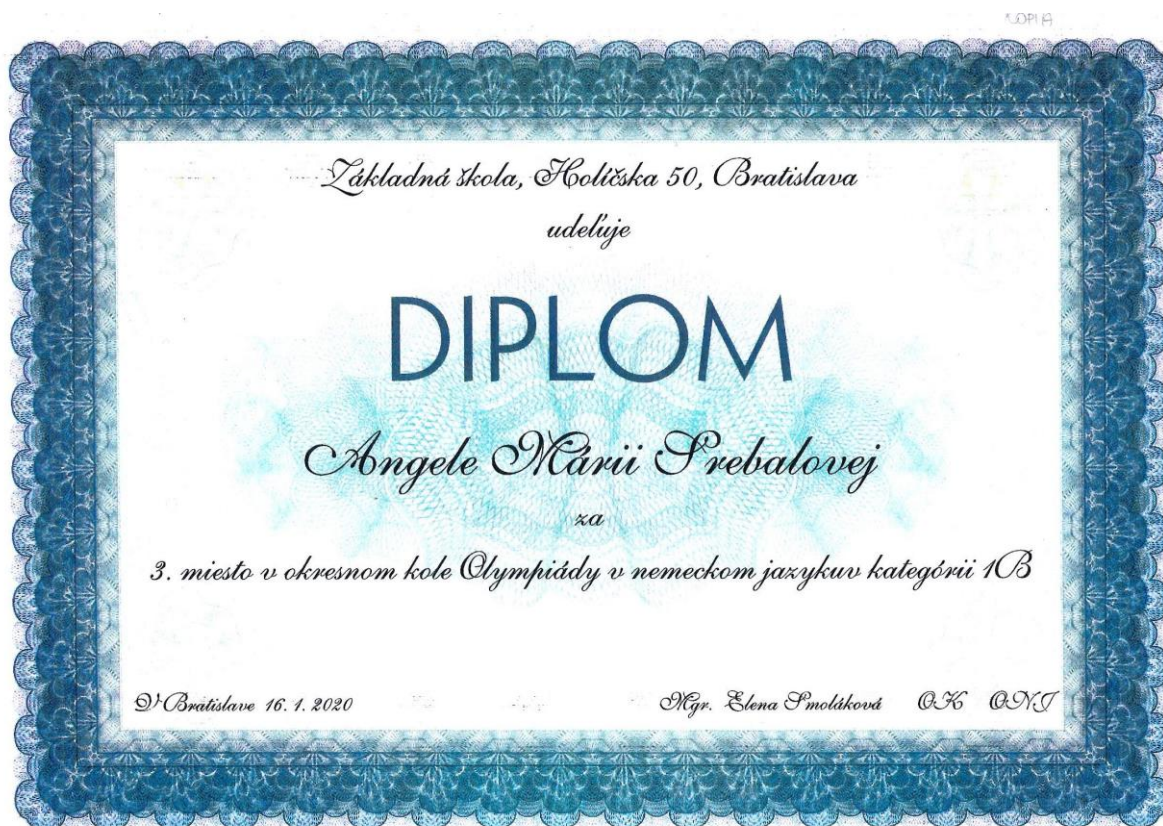 KÓPIA
Základná škola, Holíčska 50, Bratislava
udeľuje
DIPLOM
Angele Márii Srebalovej
za
3. miesto v okresnom kole Olympiády v nemeckom jazykuv kategórii 1B
V Bratislave 16. 1. 2020
Mgr. Elena Smoláková OK ONJ